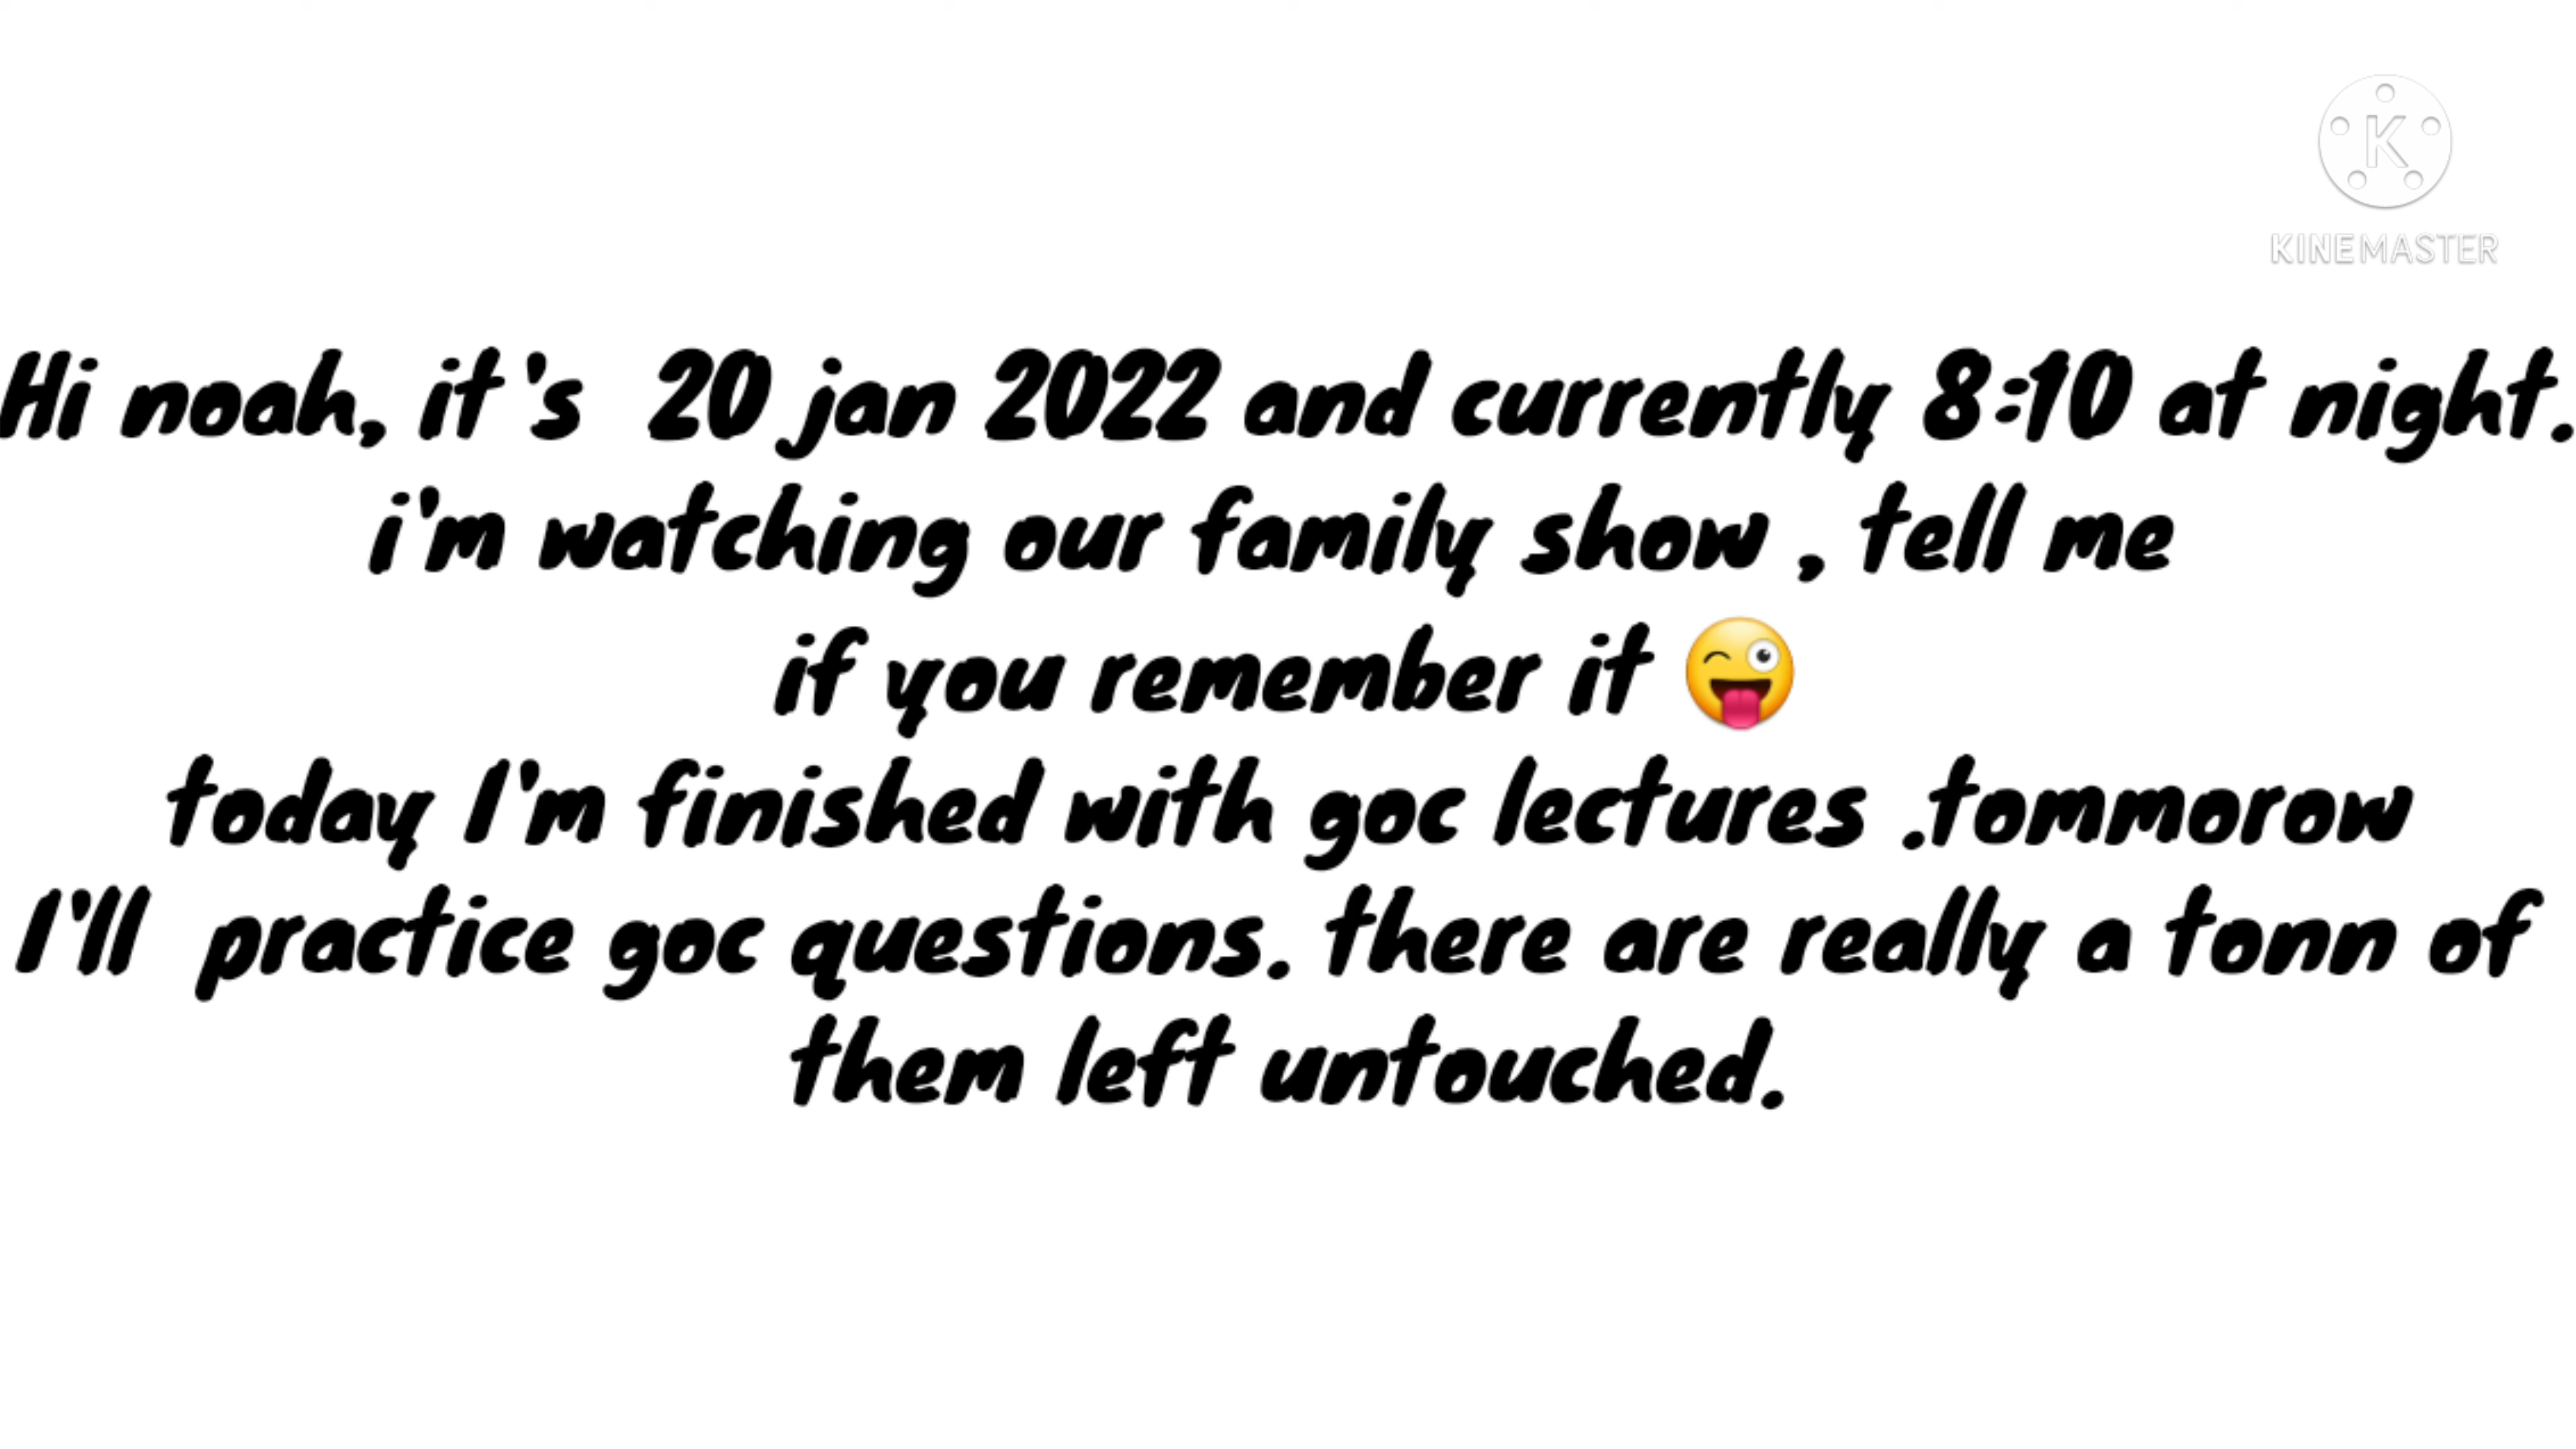 K
KINEMASTER
Hi noah, it's 20 jan 2022 and currently 8:10 at night.
i'm watching our family show , tell me
if you remember it 😜
today I'm finished with goc lectures .tommorow
I'll practice goc questions. there are really a tonn of
them left untouched.